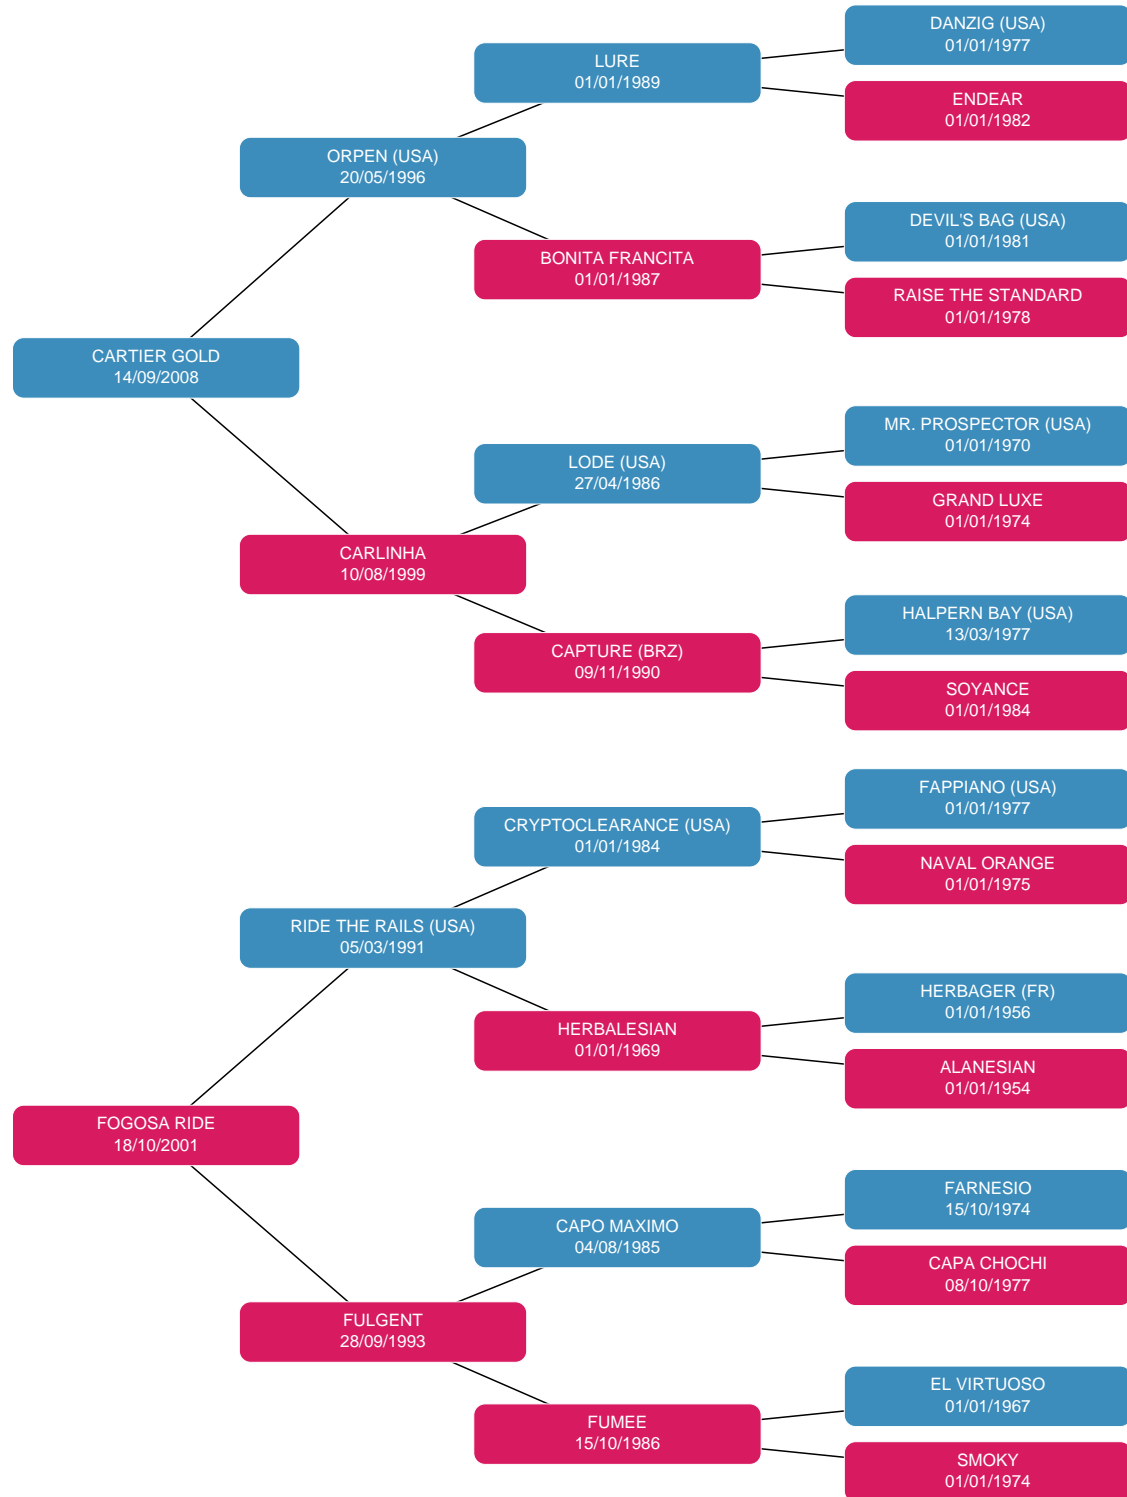 DANZIG (USA)
01/01/1977
LURE
01/01/1989
ENDEAR
01/01/1982
ORPEN (USA)
20/05/1996
DEVIL'S BAG (USA)
01/01/1981
BONITA FRANCITA
01/01/1987
RAISE THE STANDARD
01/01/1978
CARTIER GOLD
14/09/2008
MR. PROSPECTOR (USA)
01/01/1970
LODE (USA)
27/04/1986
GRAND LUXE
01/01/1974
CARLINHA
10/08/1999
HALPERN BAY (USA)
13/03/1977
CAPTURE (BRZ)
09/11/1990
SOYANCE
01/01/1984
FAPPIANO (USA)
01/01/1977
CRYPTOCLEARANCE (USA)
01/01/1984
NAVAL ORANGE
01/01/1975
RIDE THE RAILS (USA)
05/03/1991
HERBAGER (FR)
01/01/1956
HERBALESIAN
01/01/1969
ALANESIAN
01/01/1954
FOGOSA RIDE
18/10/2001
FARNESIO
15/10/1974
CAPO MAXIMO
04/08/1985
CAPA CHOCHI
08/10/1977
FULGENT
28/09/1993
EL VIRTUOSO
01/01/1967
FUMEE
15/10/1986
SMOKY
01/01/1974